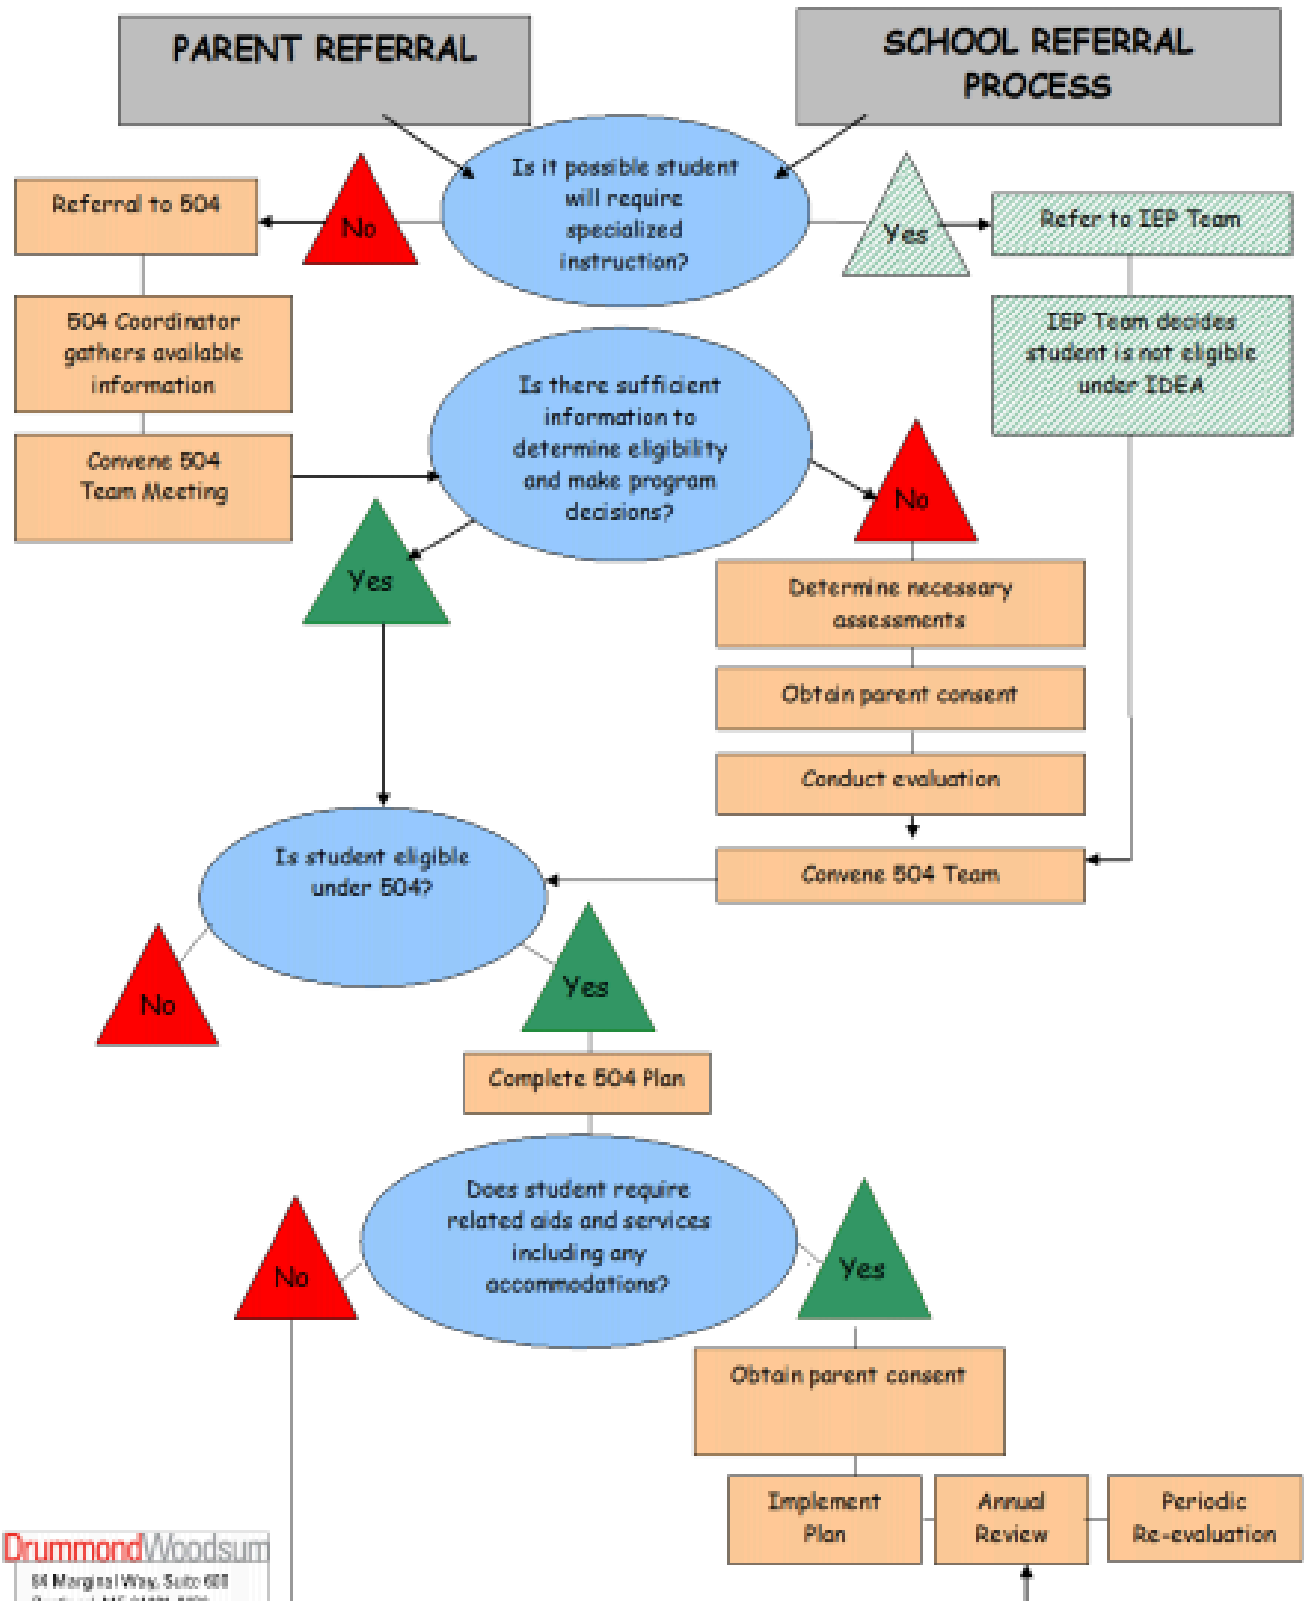 PARENT REFERRAL
SCHOOL REFERRAL
PROCESS
Is it possible student
will require
specialized
instruction?
No
Yes
Referral to 504
Refer to IEP Team
504 Coordinator
gathers available
information
IEP Team decides
student is not eligible
under IDEA
Is there sufficient
information to
determine eligibility
and make program
decisions?
Convene 504
Team Meeting
No
Yes
Determine necessary
assessments
Obtain parent consent
Conduct evaluation
Convene 504 Team
Is student eligible
under 504?
No
Yes
Complete 504 Plan
Does student require
related aids and services
including any
accommodations?
No
Yes
Obtain parent consent
Implement
Plan
Annual
Review
Periodic
Re-evaluation
DrummondWoodsum
84 Marginal Way, Suite 600